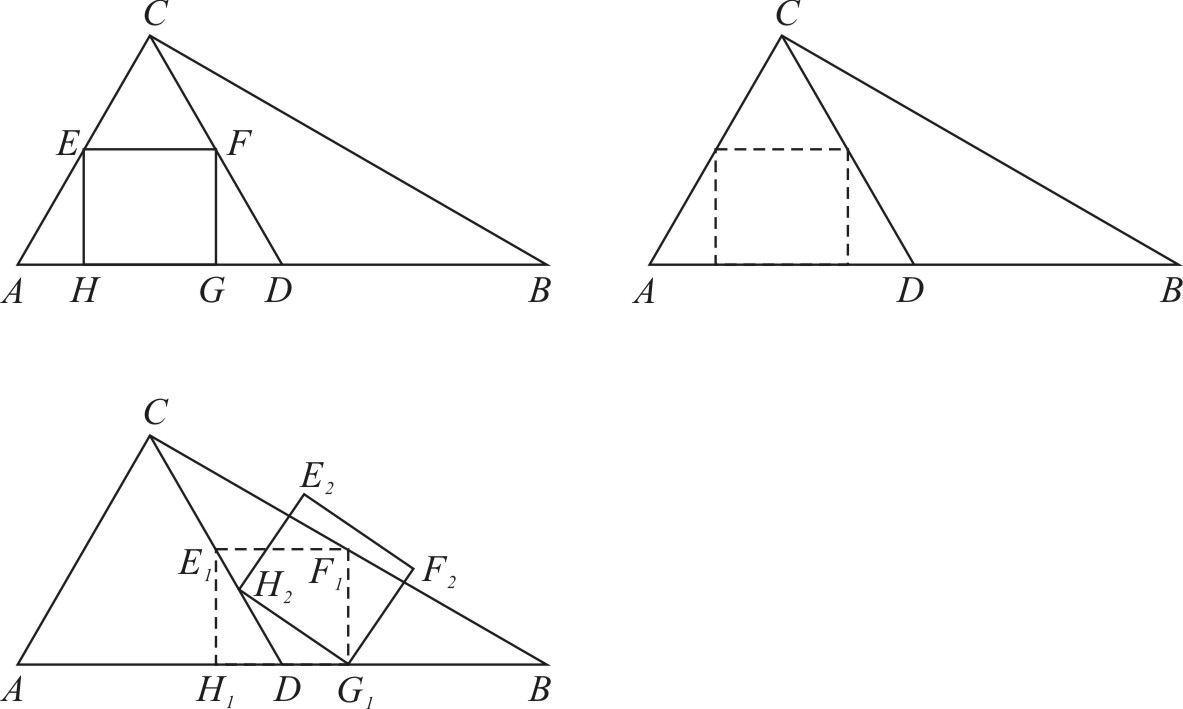 C
E F
A H G D B
C
A D B
C
E₂
E₁ H₂ F₁ F₂
A H₁ D G₁ B